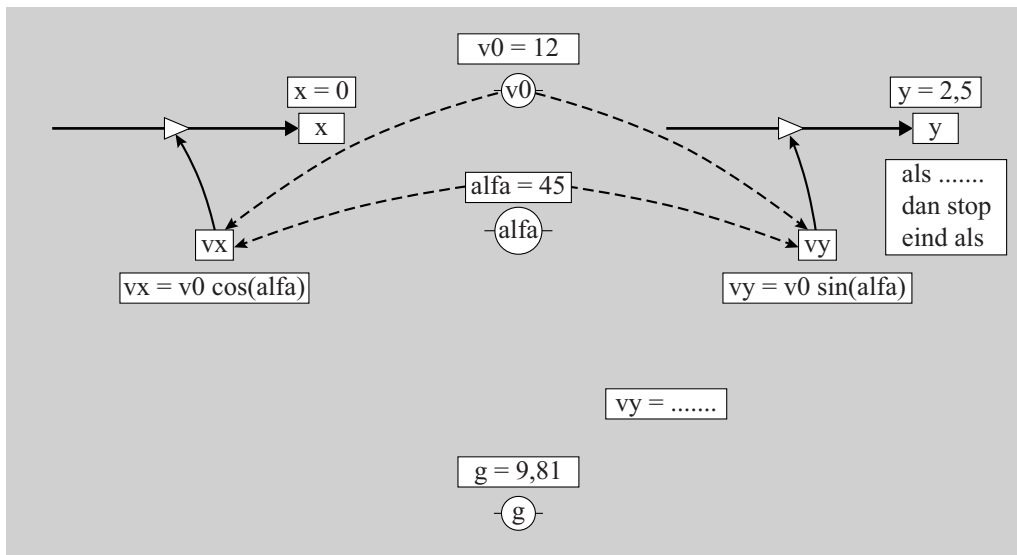 v0 = 12
v0
x = 0
x
y = 2,5
y
als .......
dan stop
eind als
alfa = 45
alfa
vx
vx = v0 cos(alfa)
vy
vy = v0 sin(alfa)
vy = .......
g = 9,81
g